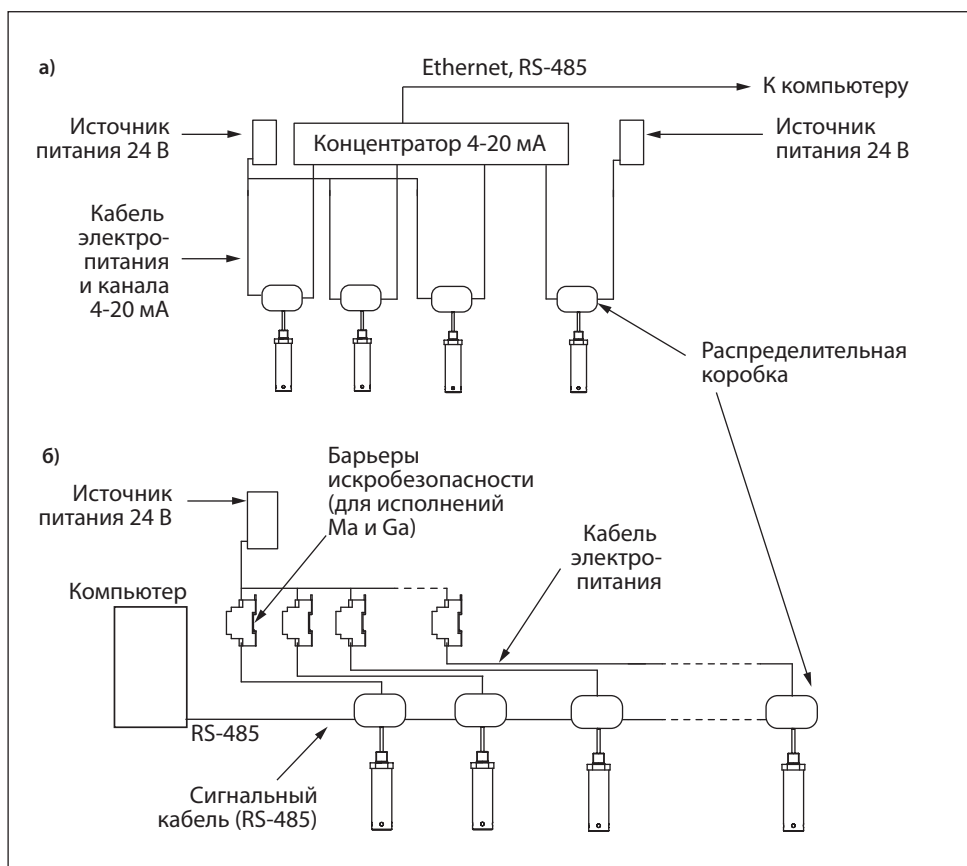 а)
Ethernet, RS-485
К компьютеру
Источник
питания 24 В
Концентратор 4-20 мА
Источник
питания 24 В
Кабель
электро-
питания
и канала
4-20 мА
Распределительная
коробка
б)
Барьеры
искробезопасности
(для исполнений
Ma и Ga)
Источник
питания 24 В
Кабель
электро-
питания
Компьютер
RS-485
Сигнальный
кабель (RS-485)